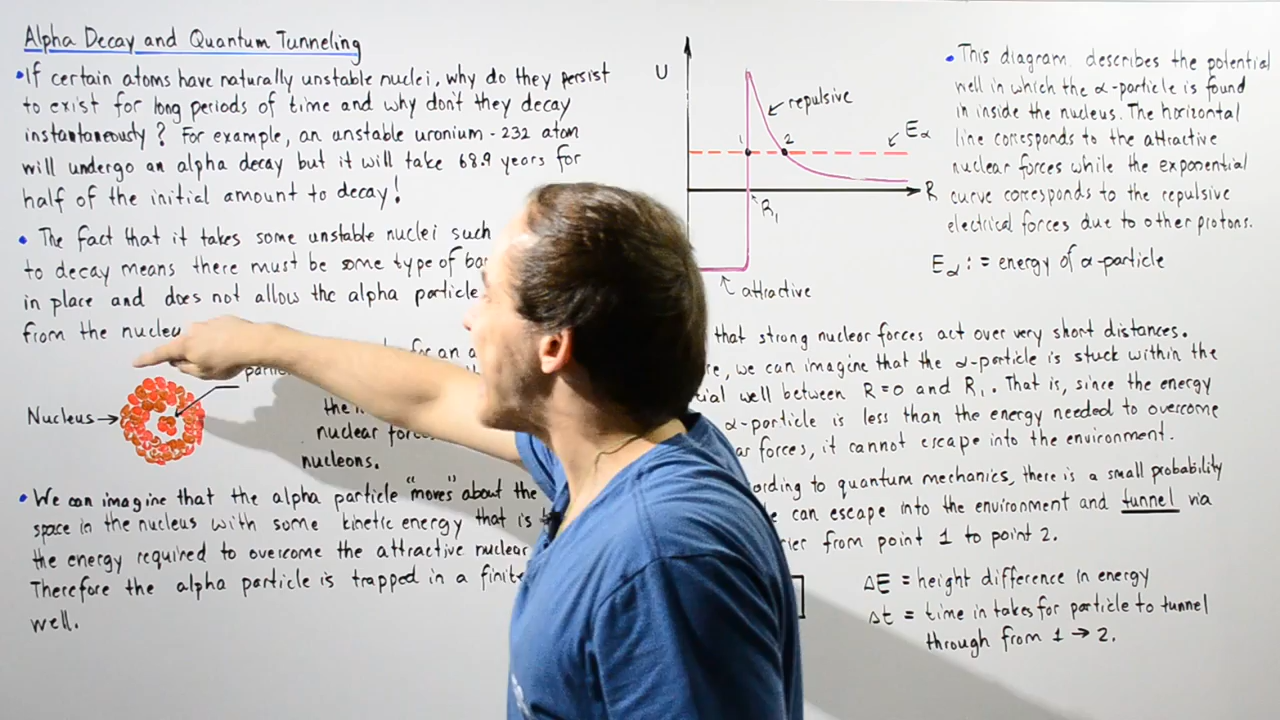 Alpha Decay and Quantum Tunneling
•If certain atoms have naturally unstable nuclei, why do they persist
to exist for long periods of time and why don't they decay
instantaneously? For example, an unstable uranium-232 atom
will undergo an alpha decay but it will take 68.9 years for
half of the initial amount to decay!
• The fact that it takes some unstable nuclei such
to decay means there must be some type of
in place and does not allow the alpha particle
from the
for an
the
nuclear
nucleons.
Nucleus
• We can imagine that the alpha particle "moves" about the
space in the nucleus with some kinetic energy that is
the energy required to overcome the attractive nuclear
Therefore the alpha particle is trapped in a finite
well.
U
repulsive
1
2
Eα
R
R₁
attractive
• This diagram describes the potential
well in which the α-particle is found
in inside the nucleus. The horizontal
line corresponds to the attractive
nuclear forces while the exponential
curve corresponds to the repulsive
electrical forces due to other protons.
Eα := energy of α-particle
that strong nuclear forces act over very short distances.
we can imagine that the α-particle is stuck within the
well between R=0 and R₁. That is, since the energy
α-particle is less than the energy needed to overcome
forces, it cannot escape into the environment.
to quantum mechanics, there is a small probability
can escape into the environment and tunnel via
from point 1 to point 2.
ΔE = height difference in energy
Δt = time in takes for particle to tunnel
through from 1 → 2.